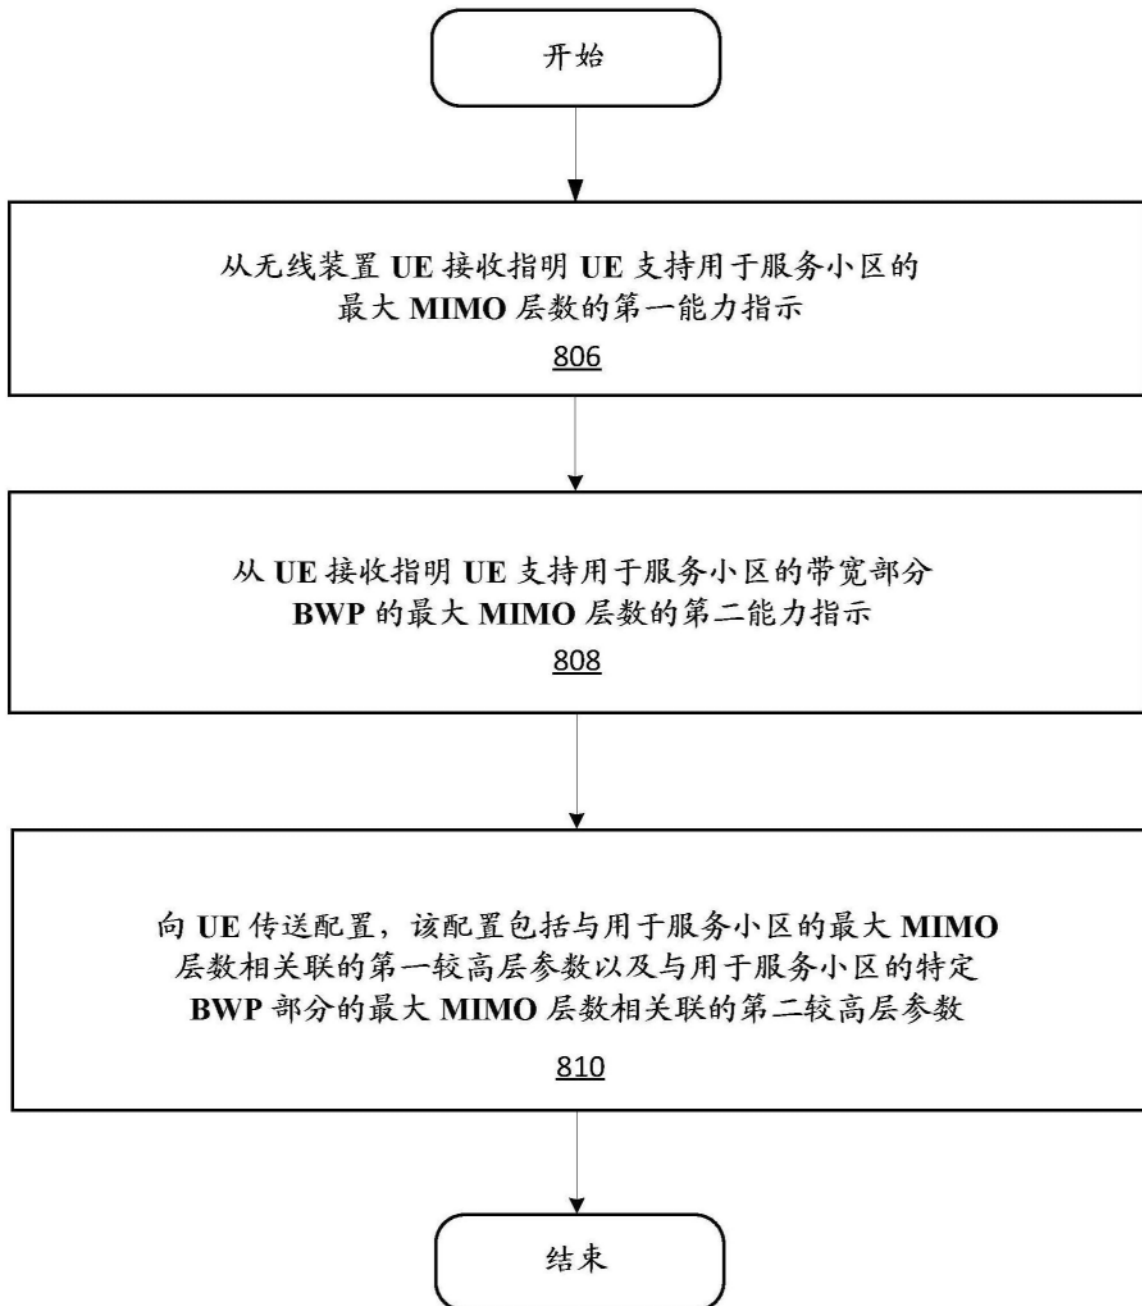 开始
从无线装置 UE 接收指明 UE 支持用于服务小区的
最大 MIMO 层数的第一能力指示
806
从 UE 接收指明 UE 支持用于服务小区的带宽部分
BWP 的最大 MIMO 层数的第二能力指示
808
向 UE 传送配置，该配置包括与用于服务小区的最大 MIMO
层数相关联的第一较高层参数以及与用于服务小区的特定
BWP 部分的最大 MIMO 层数相关联的第二较高层参数
810
结束